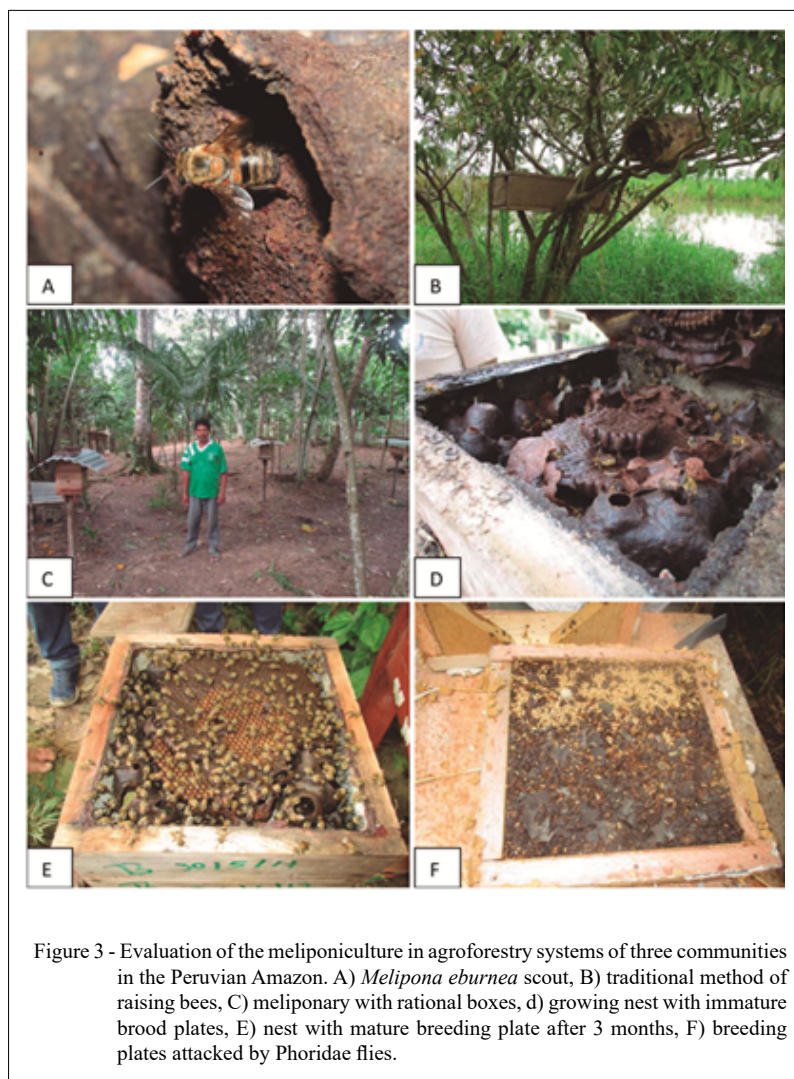 A
B
C
D
E
F
Figure 3 - Evaluation of the meliponiculture in agroforestry systems of three communities
in the Peruvian Amazon. A) Melipona eburnea scout, B) traditional method of
raising bees, C) meliponary with rational boxes, d) growing nest with immature
brood plates, E) nest with mature breeding plate after 3 months, F) breeding
plates attacked by Phoridae flies.